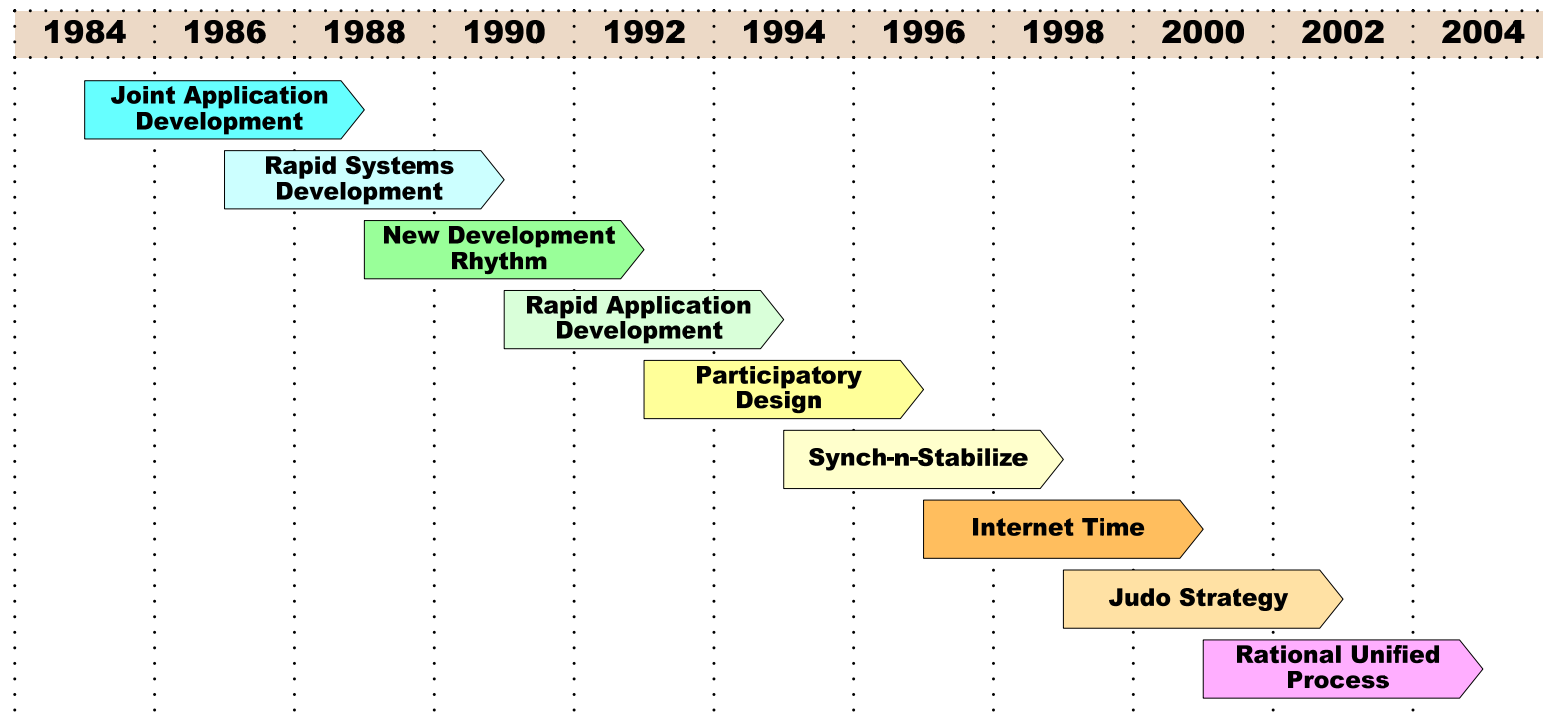 1984 1986 1988 1990 1992 1994 1996 1998 2000 2002 2004
Joint Application
Development
Rapid Systems
Development
New Development
Rhythm
Rapid Application
Development
Participatory
Design
Synch-n-Stabilize
Internet Time
Judo Strategy
Rational Unified
Process